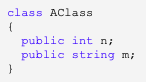 class AClass
{
  public int n;
  public string m;
}